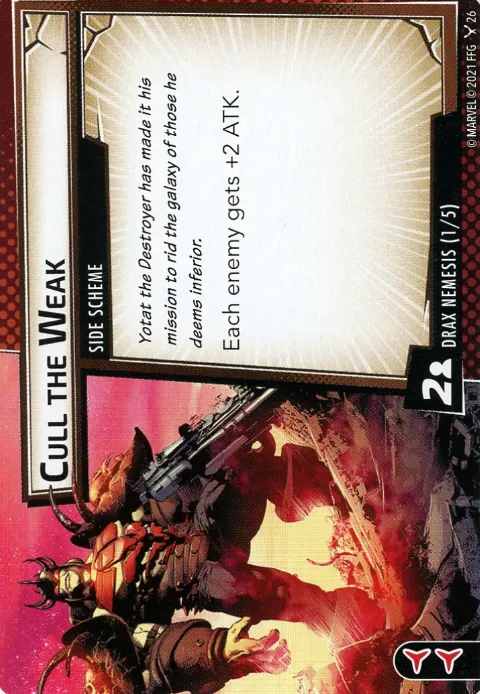 CULL THE WEAK
SIDE SCHEME
Yotat the Destroyer has made it his
mission to rid the galaxy of those he
deems inferior.
Each enemy gets +2 ATK.
2
DRAX NEMESIS (1/5)
© MARVEL © 2021 FFG 26